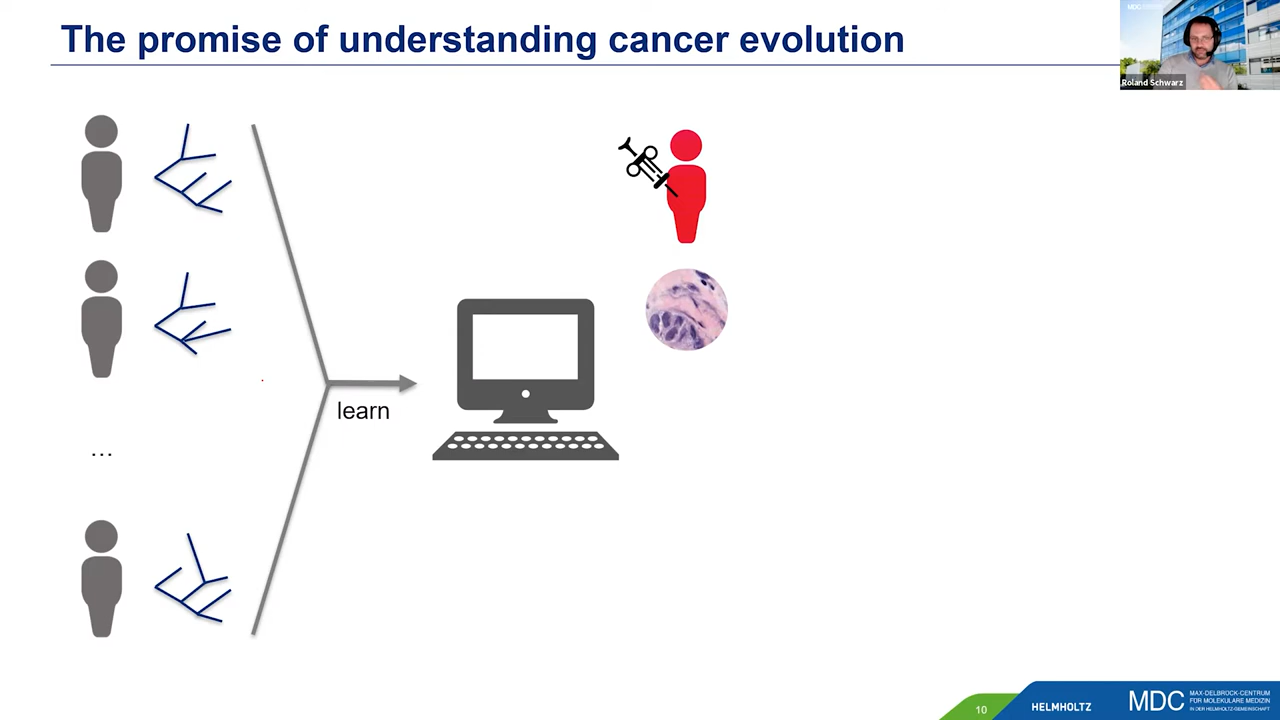 The promise of understanding cancer evolution
MDC
Roland Schwarz
learn
...
10
HELMHOLTZ
MDC
MAX-DELBRÜCK-CENTRUM
FÜR MOLEKULARE MEDIZIN
IN DER HELMHOLTZ-GEMEINSCHAFT